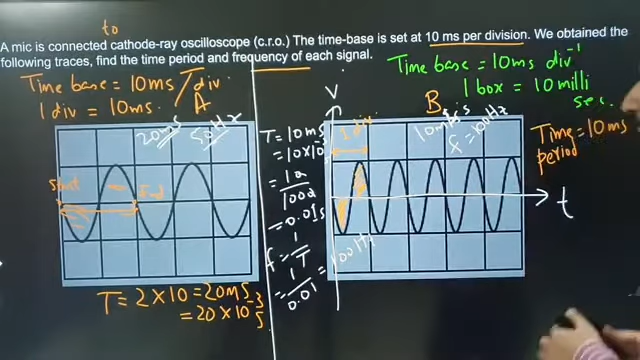 to
A mic is connected cathode-ray oscilloscope (c.r.o.) The time-base is set at 10 ms per division. We obtained the
following traces, find the time period and frequency of each signal.
Time base = 10ms / div
1 div = 10ms.
A
20ms
50Hz
start
End
T = 2 × 10 = 20ms
= 20 × 10⁻³ s
T = 10ms
= 10×10⁻³
= 10/1000
= 0.01s
f = 1/T
= 1/0.01 = 100Hz
Time base = 10ms div⁻¹
1 box = 10 milli
sec.
V
B
1 div
10ms
f = 100Hz
Time = 10ms
period
t